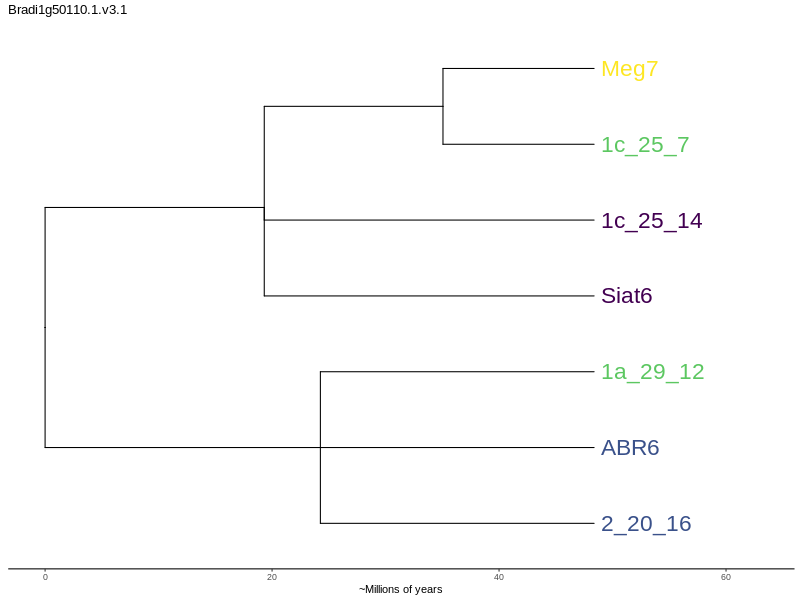 Bradi1g50110.1.v3.1
Meg7
1c_25_7
1c_25_14
Siat6
1a_29_12
ABR6
2_20_16
0 20 40 60
~Millions of years